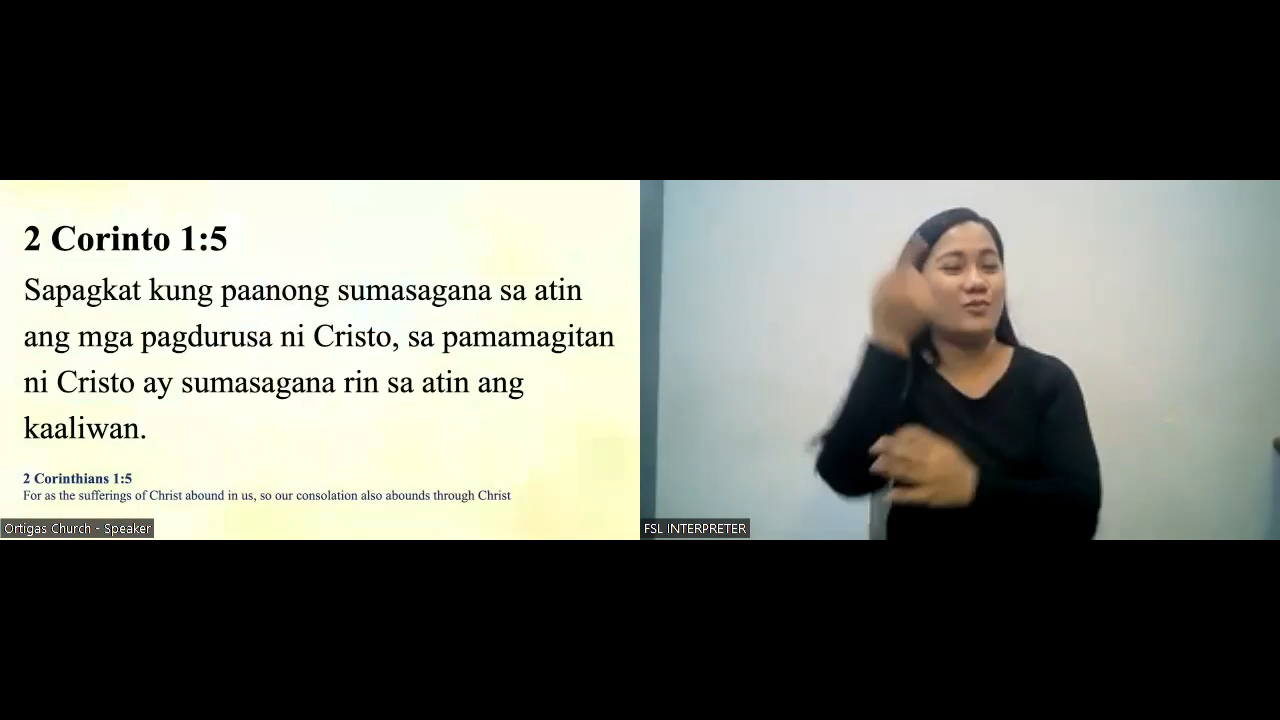 2 Corinto 1:5
Sapagkat kung paanong sumasagana sa atin
ang mga pagdurusa ni Cristo, sa pamamagitan
ni Cristo ay sumasagana rin sa atin ang
kaaliwan.
2 Corinthians 1:5
For as the sufferings of Christ abound in us, so our consolation also abounds through Christ
Ortigas Church - Speaker
FSL INTERPRETER